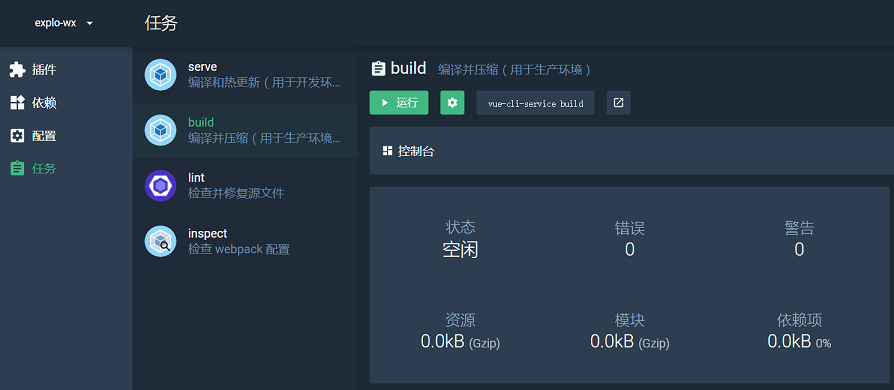 explo-wx
任务
插件
依赖
配置
任务
serve
编译和热更新（用于开发环...
build
编译并压缩（用于生产环境...
lint
检查并修复源文件
inspect
检查 webpack 配置
build 编译并压缩（用于生产环境）
运行 vue-cli-service build
控制台
状态 错误 警告
空闲 0 0
资源 模块 依赖项
0.0kB (Gzip) 0.0kB (Gzip) 0.0kB 0%